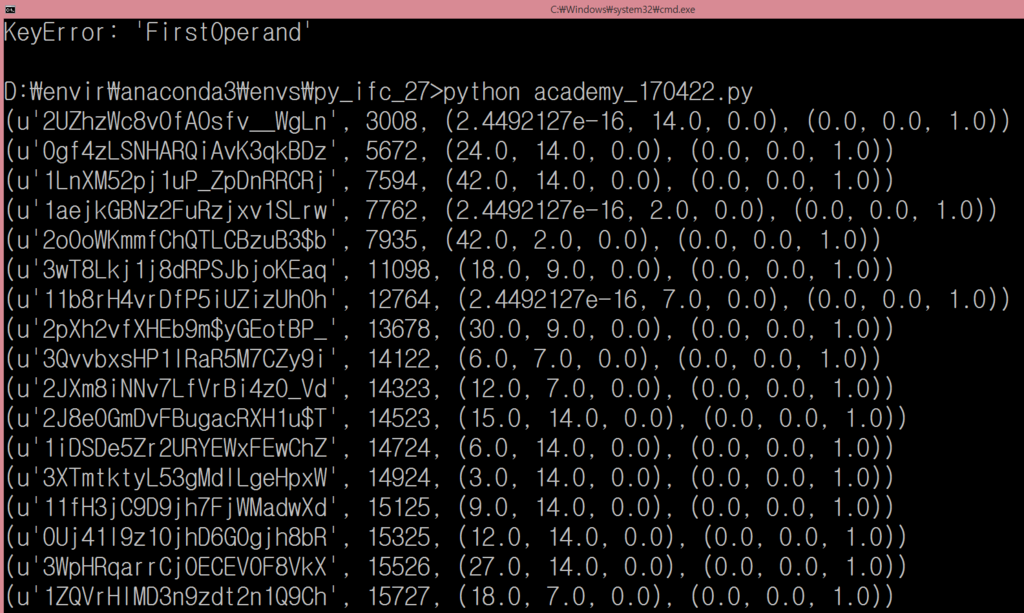 C:₩Windows₩system32₩cmd.exe
KeyError: 'FirstOperand'
D:₩envir₩anaconda3₩envs₩py_ifc_27>python academy_170422.py
(u'2UZhzWc8v0fA0sfv__WgLn', 3008, (2.4492127e-16, 14.0, 0.0), (0.0, 0.0, 1.0))
(u'0gf4zLSNHARQiAvK3qkBDz', 5672, (24.0, 14.0, 0.0), (0.0, 0.0, 1.0))
(u'1LnXM52pj1uP_ZpDnRRCRj', 7594, (42.0, 14.0, 0.0), (0.0, 0.0, 1.0))
(u'1aejkGBNz2FuRzjxv1SLrw', 7762, (2.4492127e-16, 2.0, 0.0), (0.0, 0.0, 1.0))
(u'2o0oWKmmfChQTLCBzuB3$b', 7935, (42.0, 2.0, 0.0), (0.0, 0.0, 1.0))
(u'3wT8Lkj1j8dRPSJbjoKEaq', 11098, (18.0, 9.0, 0.0), (0.0, 0.0, 1.0))
(u'11b8rH4vrDfP5iUZizUh0h', 12764, (2.4492127e-16, 7.0, 0.0), (0.0, 0.0, 1.0))
(u'2pXh2vfXHEb9m$yGEotBP_', 13678, (30.0, 9.0, 0.0), (0.0, 0.0, 1.0))
(u'3QvvbxsHP1lRaR5M7CZy9i', 14122, (6.0, 7.0, 0.0), (0.0, 0.0, 1.0))
(u'2JXm8iNNv7LfVrBi4z0_Vd', 14323, (12.0, 7.0, 0.0), (0.0, 0.0, 1.0))
(u'2J8e0GmDvFBugacRXH1u$T', 14523, (15.0, 14.0, 0.0), (0.0, 0.0, 1.0))
(u'1iDSDe5Zr2URYEWxFEwChZ', 14724, (6.0, 14.0, 0.0), (0.0, 0.0, 1.0))
(u'3XTmtktyL53gMdlLgeHpxW', 14924, (3.0, 14.0, 0.0), (0.0, 0.0, 1.0))
(u'11fH3jC9D9jh7FjWMadwXd', 15125, (9.0, 14.0, 0.0), (0.0, 0.0, 1.0))
(u'0Uj41l9z10jhD6G0gjh8bR', 15325, (12.0, 14.0, 0.0), (0.0, 0.0, 1.0))
(u'3WpHRqarrCj0ECEV0F8VkX', 15526, (27.0, 14.0, 0.0), (0.0, 0.0, 1.0))
(u'1ZQVrHlMD3n9zdt2n1Q9Ch', 15727, (18.0, 7.0, 0.0), (0.0, 0.0, 1.0))